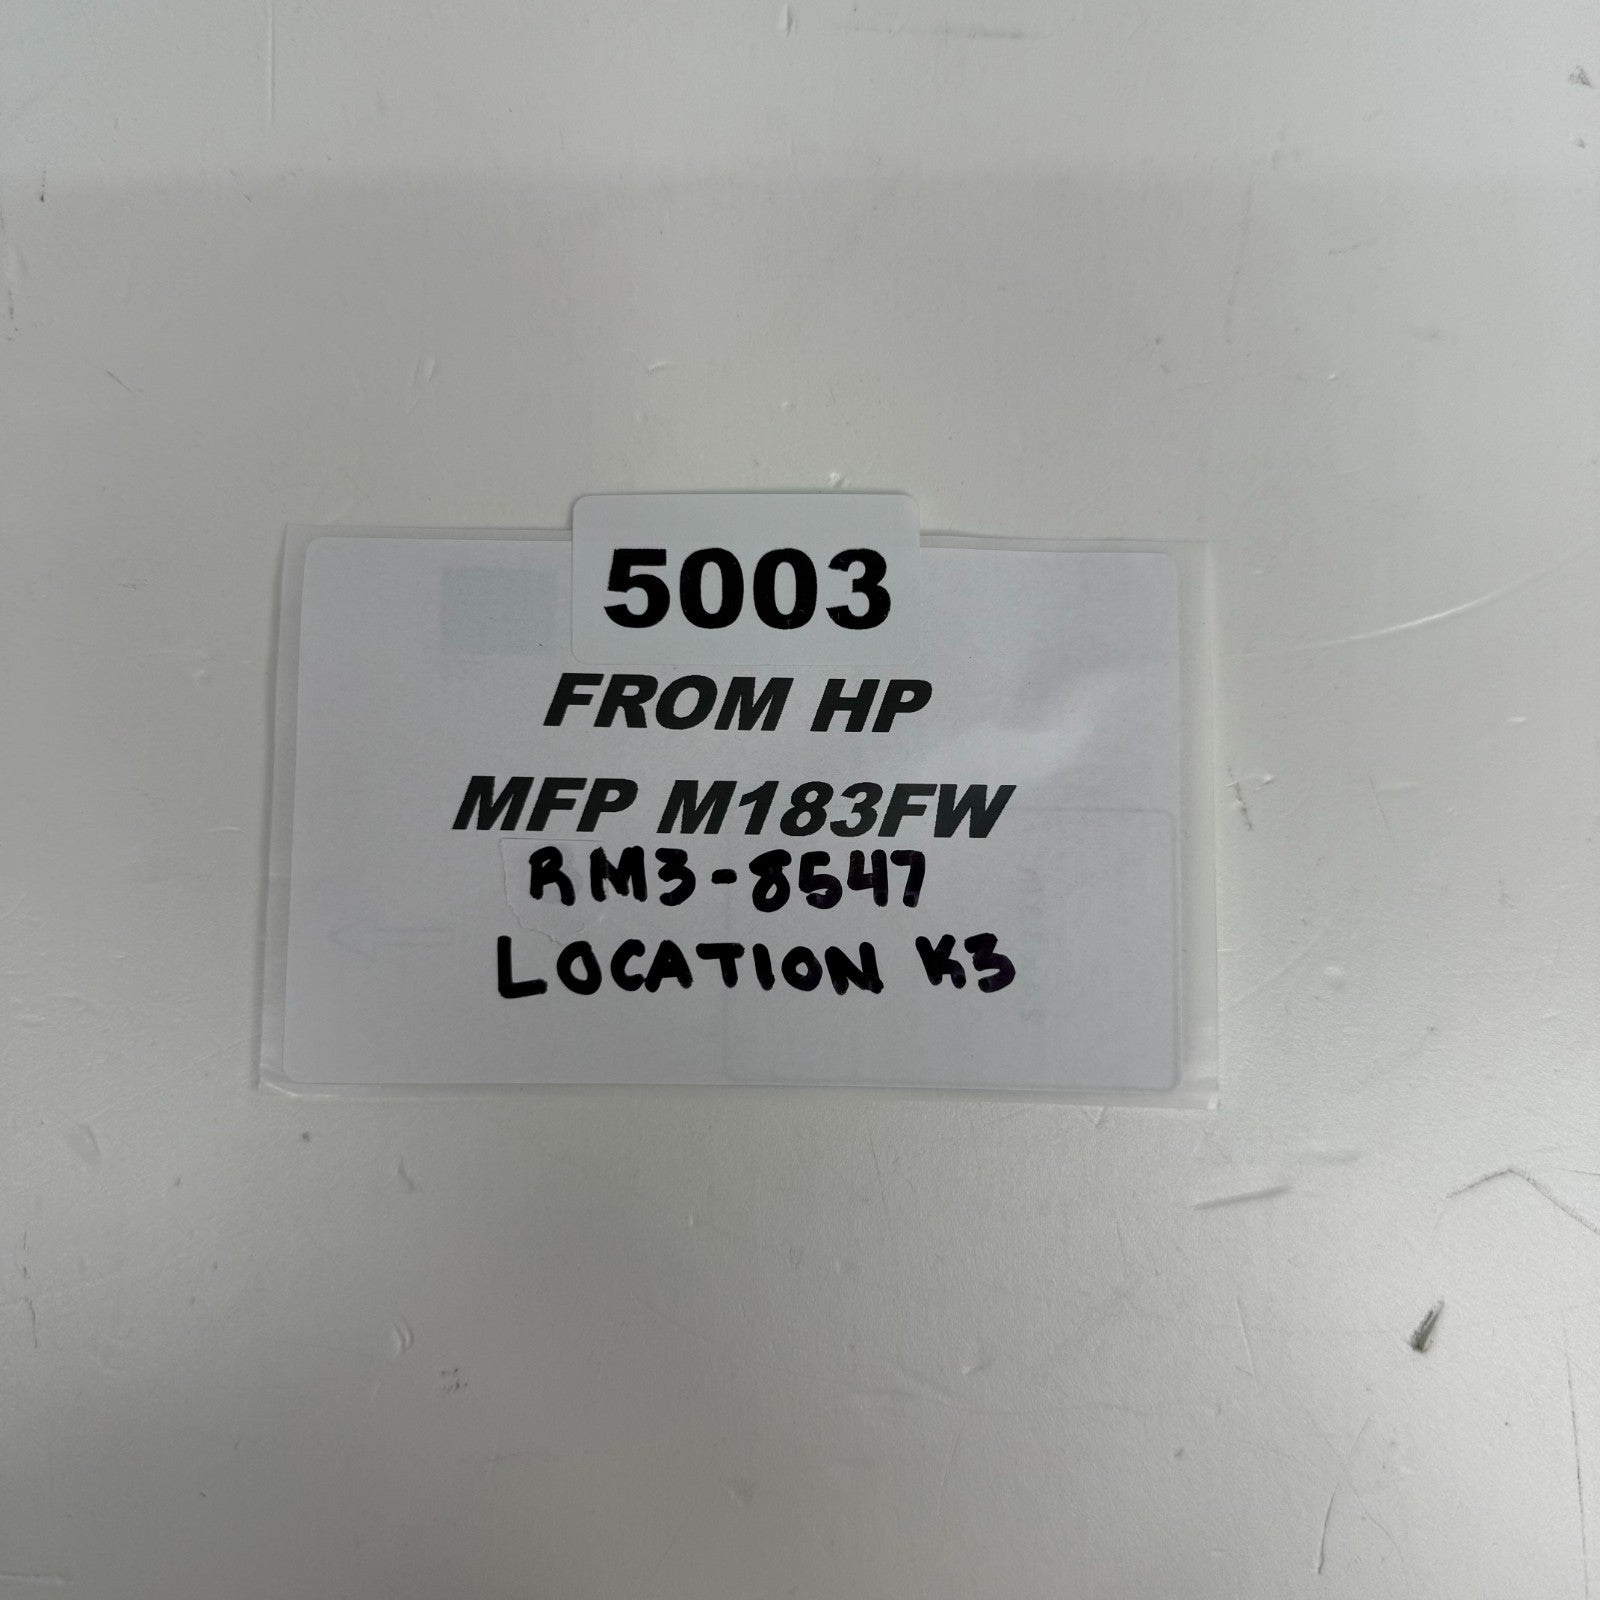 5003
FROM HP
MFP M183FW
RM3-8547
LOCATION K3